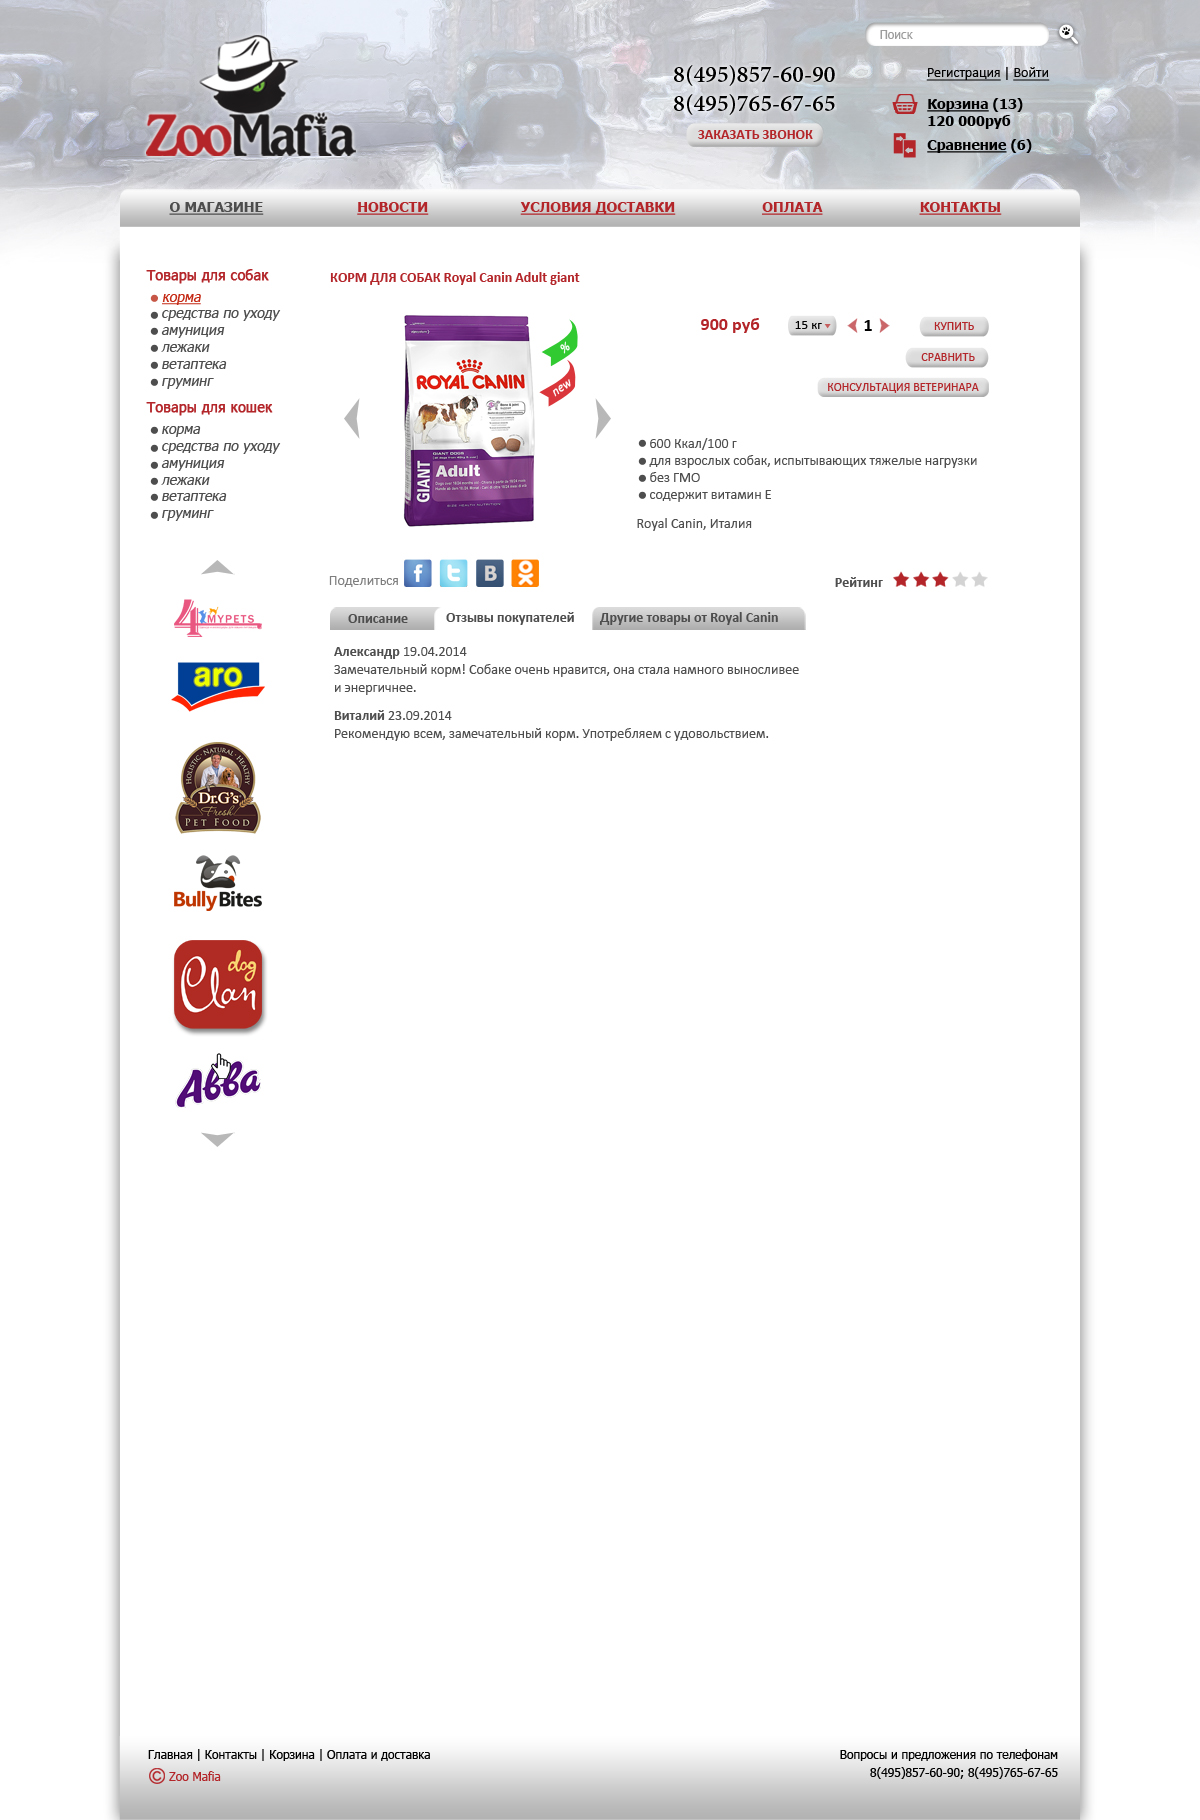 Поиск
8(495)857-60-90
8(495)765-67-65
ЗАКАЗАТЬ ЗВОНОК
Регистрация | Войти
Корзина (13)
120 000руб
Сравнение (6)
ZooMafia
О МАГАЗИНЕ НОВОСТИ УСЛОВИЯ ДОСТАВКИ ОПЛАТА КОНТАКТЫ
Товары для собак
корма
средства по уходу
амуниция
лежаки
ветаптека
груминг
Товары для кошек
корма
средства по уходу
амуниция
лежаки
ветаптека
груминг
4MYPETS
aro
HOLISTIC · NATURAL · HEALTHY
Dr.G's
Fresh
PET FOOD
BullyBites
dog
Clan
Авва
КОРМ ДЛЯ СОБАК Royal Canin Adult giant
ROYAL CANIN
GIANT DOGS
GIANT
Adult
%
new
900 руб 15 кг 1 КУПИТЬ
СРАВНИТЬ
КОНСУЛЬТАЦИЯ ВЕТЕРИНАРА
600 Ккал/100 г
для взрослых собак, испытывающих тяжелые нагрузки
без ГМО
содержит витамин Е
Royal Canin, Италия
Поделиться
Рейтинг
Описание Отзывы покупателей Другие товары от Royal Canin
Александр 19.04.2014
Замечательный корм! Собаке очень нравится, она стала намного выносливее
и энергичнее.
Виталий 23.09.2014
Рекомендую всем, замечательный корм. Употребляем с удовольствием.
Главная | Контакты | Корзина | Оплата и доставка
© Zoo Mafia
Вопросы и предложения по телефонам
8(495)857-60-90; 8(495)765-67-65